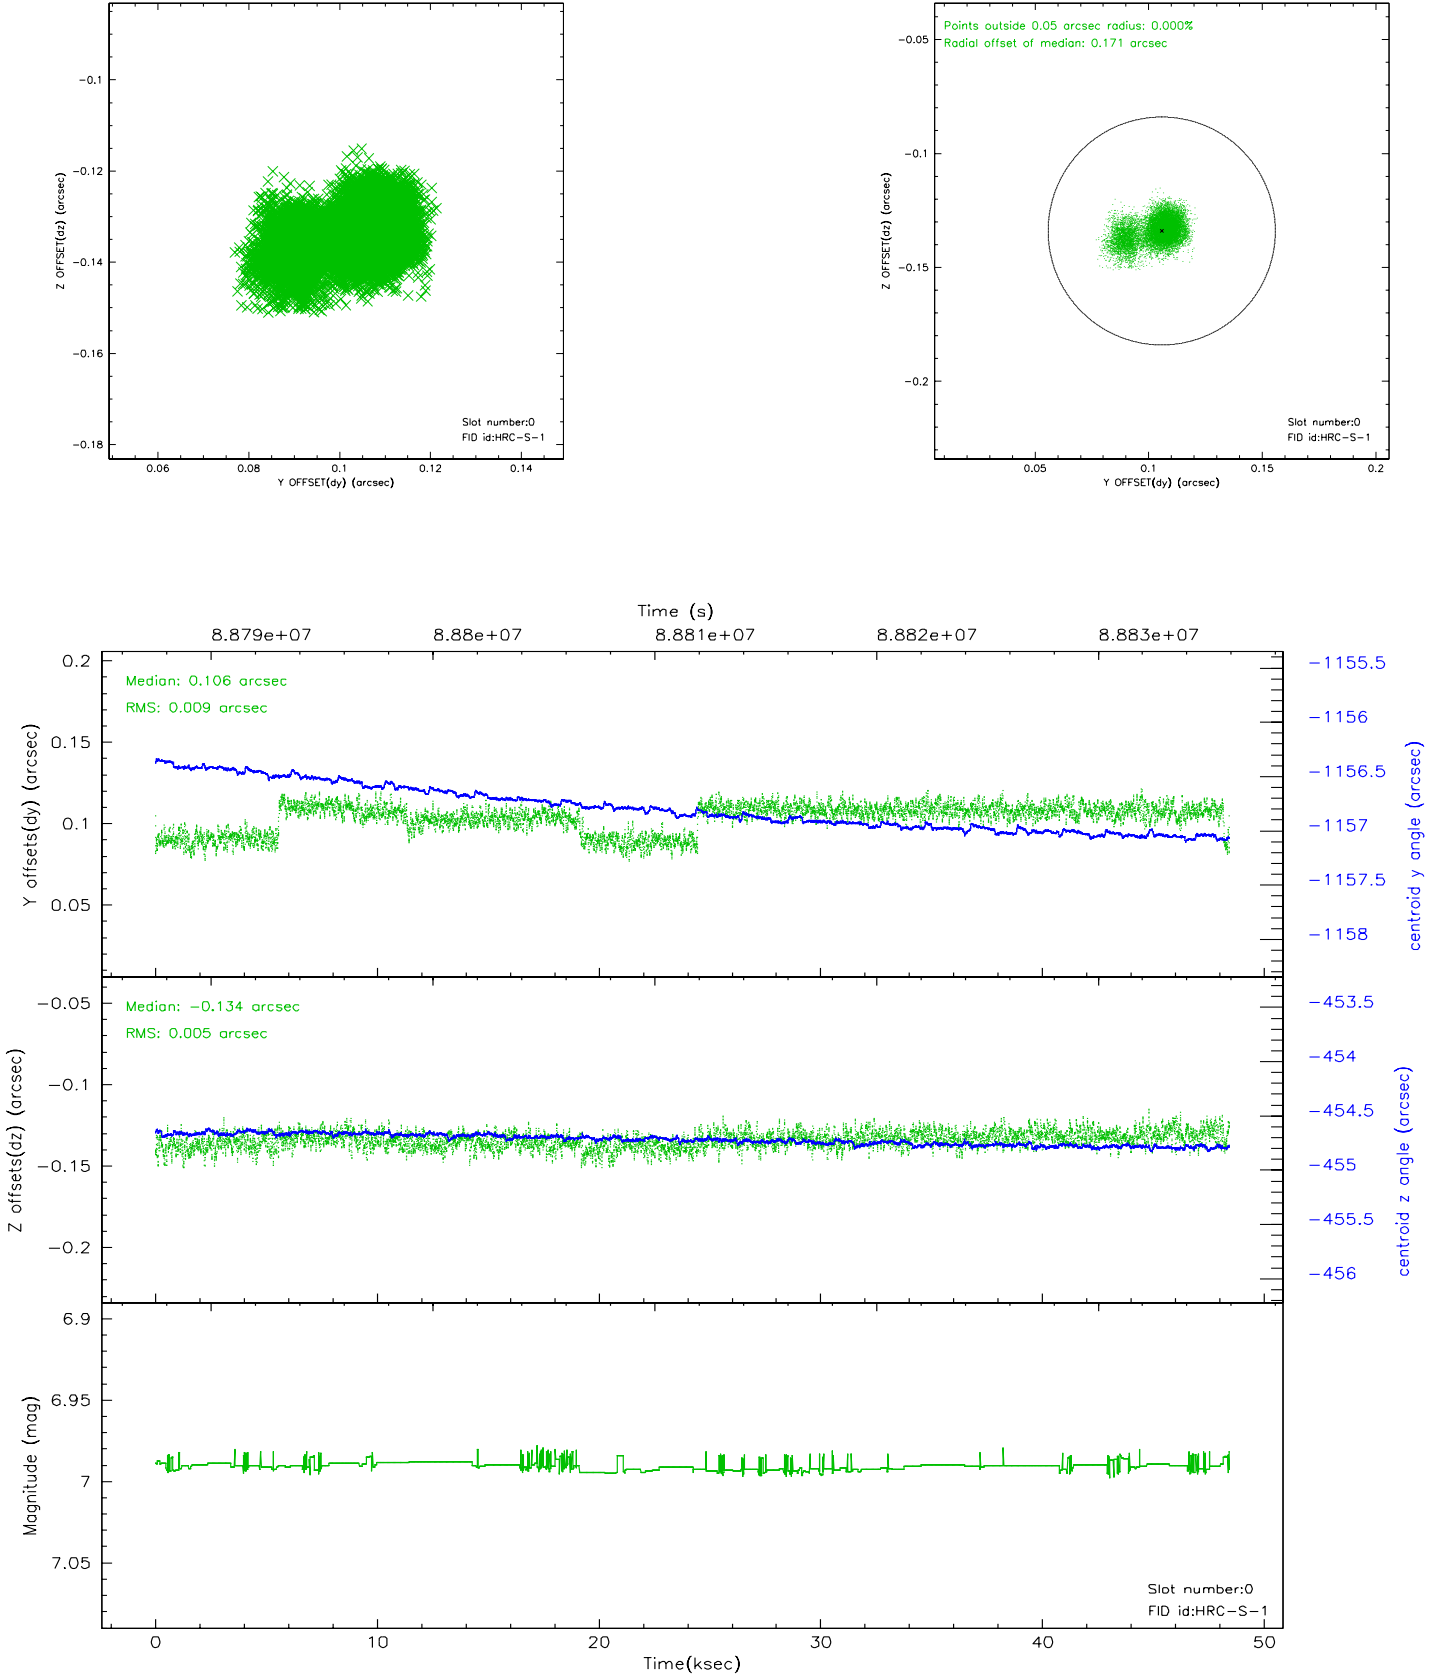 −0.1
−0.12
−0.14
−0.16
−0.18
Z OFFSET(dz) (arcsec)
0.06 0.08 0.1 0.12 0.14
Y OFFSET(dy) (arcsec)
Slot number:0
FID id:HRC−S−1
Points outside 0.05 arcsec radius: 0.000%
Radial offset of median: 0.171 arcsec
−0.05
−0.1
−0.15
−0.2
Z OFFSET(dz) (arcsec)
0.05 0.1 0.15 0.2
Y OFFSET(dy) (arcsec)
Slot number:0
FID id:HRC−S−1
Time (s)
8.879e+07 8.88e+07 8.881e+07 8.882e+07 8.883e+07
Median: 0.106 arcsec
RMS: 0.009 arcsec
0.2
0.15
0.1
0.05
Y offsets(dy) (arcsec)
−1155.5
−1156
−1156.5
−1157
−1157.5
−1158
centroid y angle (arcsec)
Median: −0.134 arcsec
RMS: 0.005 arcsec
−0.05
−0.1
−0.15
−0.2
Z offsets(dz) (arcsec)
−453.5
−454
−454.5
−455
−455.5
−456
centroid z angle (arcsec)
6.9
6.95
7
7.05
Magnitude (mag)
Slot number:0
FID id:HRC−S−1
0 10 20 30 40 50
Time(ksec)